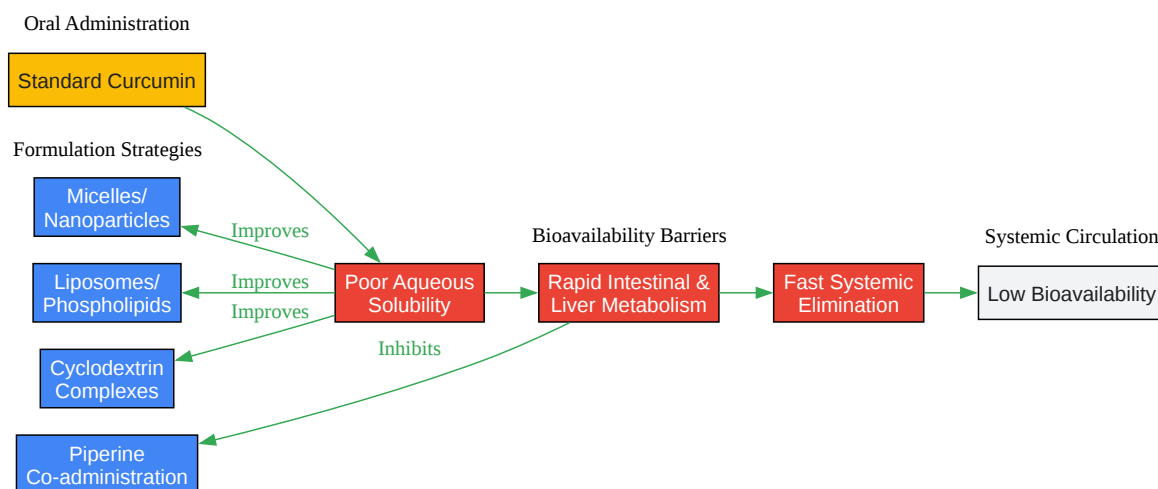 Oral Administration
Standard Curcumin
Formulation Strategies
Micelles/
Nanoparticles
Improves
Liposomes/
Phospholipids
Improves
Improves
Cyclodextrin
Complexes
Piperine
Co-administration
Inhibits
Poor Aqueous
Solubility
Bioavailability Barriers
Rapid Intestinal &
Liver Metabolism
Fast Systemic
Elimination
Systemic Circulation
Low Bioavailability